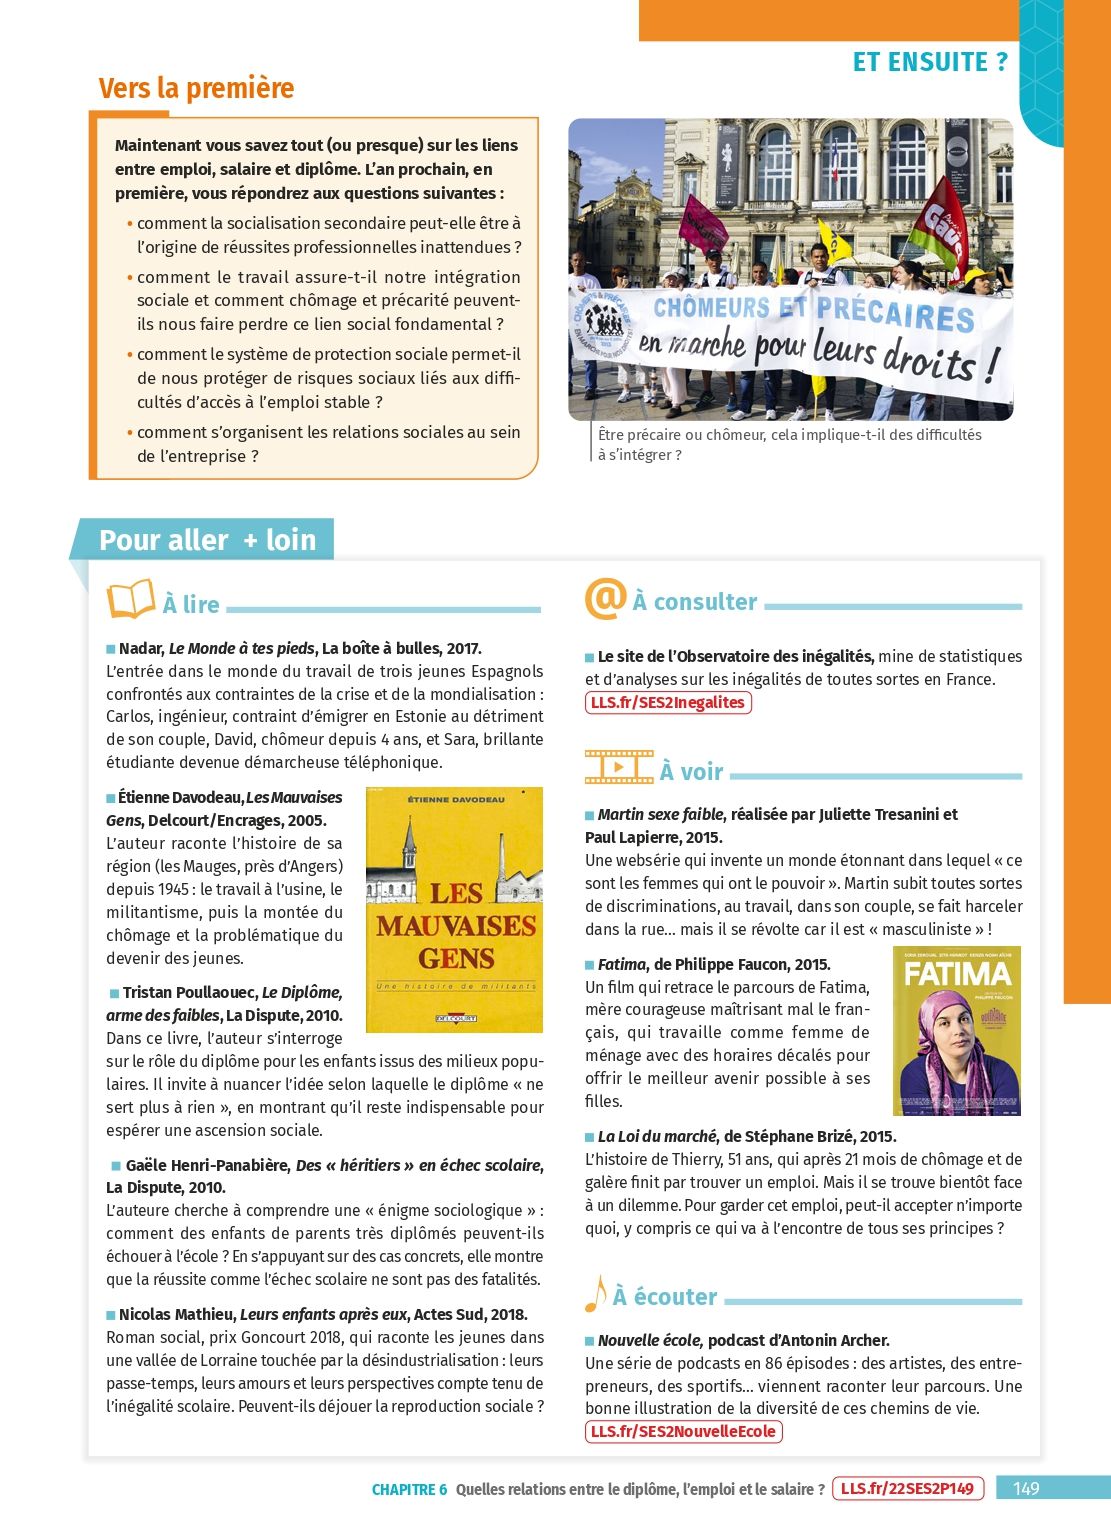 ET ENSUITE ?
Vers la première
Maintenant vous savez tout (ou presque) sur les liens
entre emploi, salaire et diplôme. L’an prochain, en
première, vous répondrez aux questions suivantes :
• comment la socialisation secondaire peut-elle être à
l’origine de réussites professionnelles inattendues ?
• comment le travail assure-t-il notre intégration
sociale et comment chômage et précarité peuvent-
ils nous faire perdre ce lien social fondamental ?
• comment le système de protection sociale permet-il
de nous protéger de risques sociaux liés aux diffi-
cultés d’accès à l’emploi stable ?
• comment s’organisent les relations sociales au sein
de l’entreprise ?
CHÔMEURS ET PRÉCAIRES
en marche pour leurs droits !
Être précaire ou chômeur, cela implique-t-il des difficultés
à s’intégrer ?
Pour aller + loin
À lire
Nadar, Le Monde à tes pieds, La boîte à bulles, 2017.
L’entrée dans le monde du travail de trois jeunes Espagnols
confrontés aux contraintes de la crise et de la mondialisation :
Carlos, ingénieur, contraint d’émigrer en Estonie au détriment
de son couple, David, chômeur depuis 4 ans, et Sara, brillante
étudiante devenue démarcheuse téléphonique.
Étienne Davodeau, Les Mauvaises
Gens, Delcourt/Encrages, 2005.
L’auteur raconte l’histoire de sa
région (les Mauges, près d’Angers)
depuis 1945 : le travail à l’usine, le
militantisme, puis la montée du
chômage et la problématique du
devenir des jeunes.
ÉTIENNE DAVODEAU
LES
MAUVAISES
GENS
Une histoire de militants
DELCOURT
Tristan Poullaouec, Le Diplôme,
arme des faibles, La Dispute, 2010.
Dans ce livre, l’auteur s’interroge
sur le rôle du diplôme pour les enfants issus des milieux popu-
laires. Il invite à nuancer l’idée selon laquelle le diplôme « ne
sert plus à rien », en montrant qu’il reste indispensable pour
espérer une ascension sociale.
Gaële Henri-Panabière, Des « héritiers » en échec scolaire,
La Dispute, 2010.
L’auteure cherche à comprendre une « énigme sociologique » :
comment des enfants de parents très diplômés peuvent-ils
échouer à l’école ? En s’appuyant sur des cas concrets, elle montre
que la réussite comme l’échec scolaire ne sont pas des fatalités.
Nicolas Mathieu, Leurs enfants après eux, Actes Sud, 2018.
Roman social, prix Goncourt 2018, qui raconte les jeunes dans
une vallée de Lorraine touchée par la désindustrialisation : leurs
passe-temps, leurs amours et leurs perspectives compte tenu de
l’inégalité scolaire. Peuvent-ils déjouer la reproduction sociale ?
@ À consulter
Le site de l’Observatoire des inégalités, mine de statistiques
et d’analyses sur les inégalités de toutes sortes en France.
LLS.fr/SES2Inegalites
À voir
Martin sexe faible, réalisée par Juliette Tresanini et
Paul Lapierre, 2015.
Une websérie qui invente un monde étonnant dans lequel « ce
sont les femmes qui ont le pouvoir ». Martin subit toutes sortes
de discriminations, au travail, dans son couple, se fait harceler
dans la rue... mais il se révolte car il est « masculiniste » !
Fatima, de Philippe Faucon, 2015.
Un film qui retrace le parcours de Fatima,
mère courageuse maîtrisant mal le fran-
çais, qui travaille comme femme de
ménage avec des horaires décalés pour
offrir le meilleur avenir possible à ses
filles.
FATIMA
PHILIPPE FAUCON
La Loi du marché, de Stéphane Brizé, 2015.
L’histoire de Thierry, 51 ans, qui après 21 mois de chômage et de
galère finit par trouver un emploi. Mais il se trouve bientôt face
à un dilemme. Pour garder cet emploi, peut-il accepter n’importe
quoi, y compris ce qui va à l’encontre de tous ses principes ?
À écouter
Nouvelle école, podcast d’Antonin Archer.
Une série de podcasts en 86 épisodes : des artistes, des entre-
preneurs, des sportifs... viennent raconter leur parcours. Une
bonne illustration de la diversité de ces chemins de vie.
LLS.fr/SES2NouvelleEcole
CHAPITRE 6 Quelles relations entre le diplôme, l’emploi et le salaire ? LLS.fr/22SES2P149 149